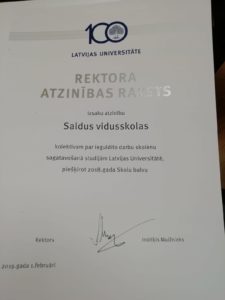 100
LATVIJAS UNIVERSITĀTE
REKTORA
ATZINĪBAS RAKSTS
Izsaku atzinību
Saldus vidusskolas
kolektīvam par ieguldīto darbu skolēnu
sagatavošanā studijām Latvijas Universitātē,
piešķirot 2018.gada Skolu balvu
Rektors
Indriķis Muižnieks
2019.gada 1.februārī